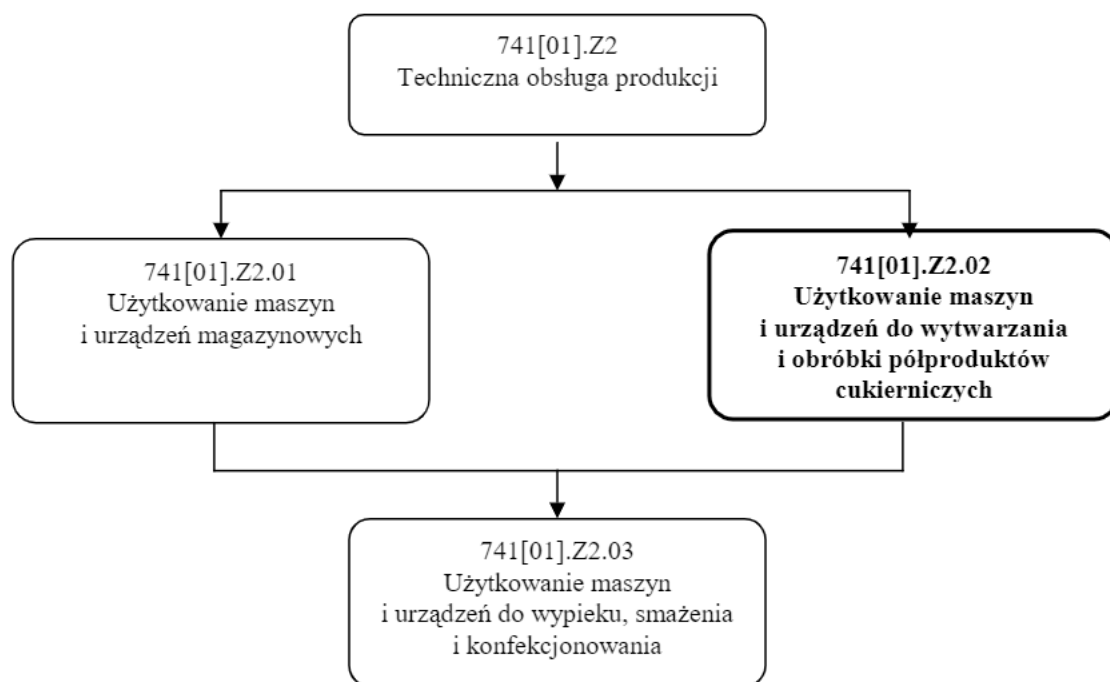 741[01].Z2
Techniczna obsługa produkcji
741[01].Z2.01
Użytkowanie maszyn
i urządzeń magazynowych
741[01].Z2.02
Użytkowanie maszyn
i urządzeń do wytwarzania
i obróbki półproduktów
cukierniczych
741[01].Z2.03
Użytkowanie maszyn
i urządzeń do wypieku, smażenia
i konfekcjonowania